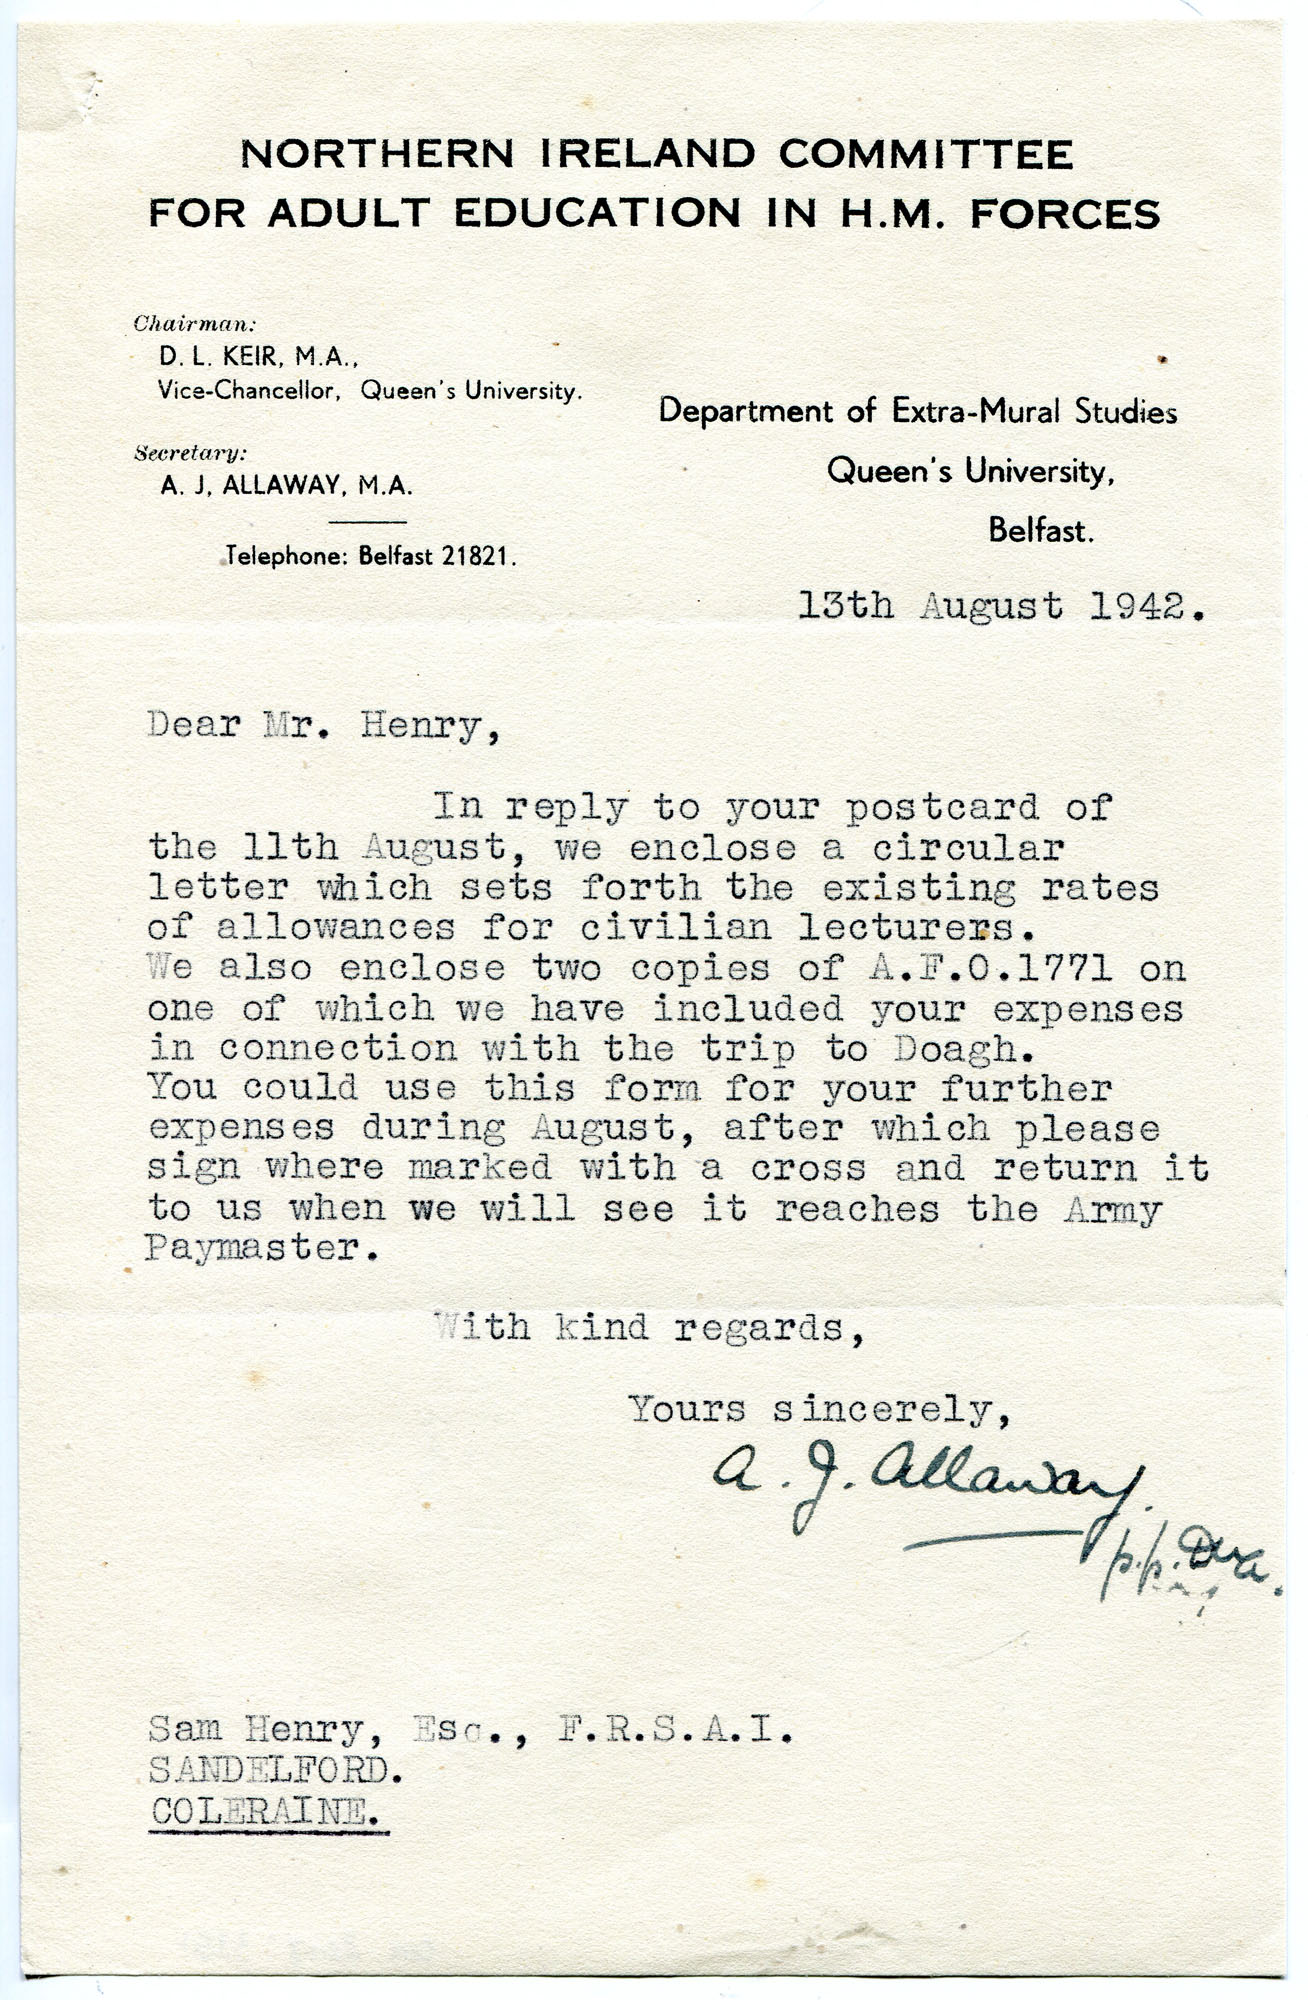 NORTHERN IRELAND COMMITTEE
FOR ADULT EDUCATION IN H.M. FORCES
Chairman:
D. L. KEIR, M.A.,
Vice-Chancellor, Queen's University.
Secretary:
A. J. ALLAWAY, M.A.
Telephone: Belfast 21821.
Department of Extra-Mural Studies
Queen's University,
Belfast.
13th August 1942.
Dear Mr. Henry,
In reply to your postcard of
the 11th August, we enclose a circular
letter which sets forth the existing rates
of allowances for civilian lecturers.
We also enclose two copies of A.F.O.1771 on
one of which we have included your expenses
in connection with the trip to Doagh.
You could use this form for your further
expenses during August, after which please
sign where marked with a cross and return it
to us when we will see it reaches the Army
Paymaster.
With kind regards,
Yours sincerely,
A. J. Allaway.
p.p.
Sam Henry, Esq., F.R.S.A.I.
SANDELFORD.
COLERAINE.